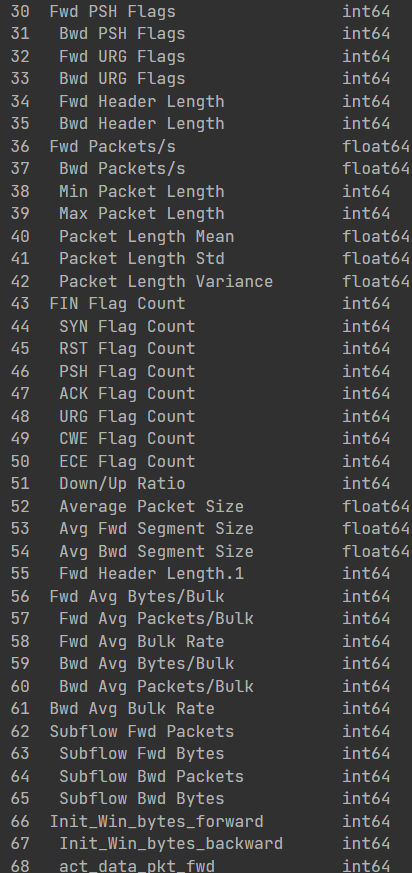 30  Fwd PSH Flags                 int64
31   Bwd PSH Flags                int64
32   Fwd URG Flags                int64
33   Bwd URG Flags                int64
34   Fwd Header Length            int64
35   Bwd Header Length            int64
36  Fwd Packets/s                 float64
37   Bwd Packets/s                float64
38   Min Packet Length            int64
39   Max Packet Length            int64
40   Packet Length Mean           float64
41   Packet Length Std            float64
42   Packet Length Variance       float64
43  FIN Flag Count                int64
44   SYN Flag Count               int64
45   RST Flag Count               int64
46   PSH Flag Count               int64
47   ACK Flag Count               int64
48   URG Flag Count               int64
49   CWE Flag Count               int64
50   ECE Flag Count               int64
51   Down/Up Ratio                int64
52   Average Packet Size          float64
53   Avg Fwd Segment Size         float64
54   Avg Bwd Segment Size         float64
55   Fwd Header Length.1          int64
56  Fwd Avg Bytes/Bulk            int64
57   Fwd Avg Packets/Bulk         int64
58   Fwd Avg Bulk Rate            int64
59   Bwd Avg Bytes/Bulk           int64
60   Bwd Avg Packets/Bulk         int64
61  Bwd Avg Bulk Rate             int64
62  Subflow Fwd Packets           int64
63   Subflow Fwd Bytes            int64
64   Subflow Bwd Packets          int64
65   Subflow Bwd Bytes            int64
66  Init_Win_bytes_forward        int64
67   Init_Win_bytes_backward      int64
68   act_data_pkt_fwd             int64